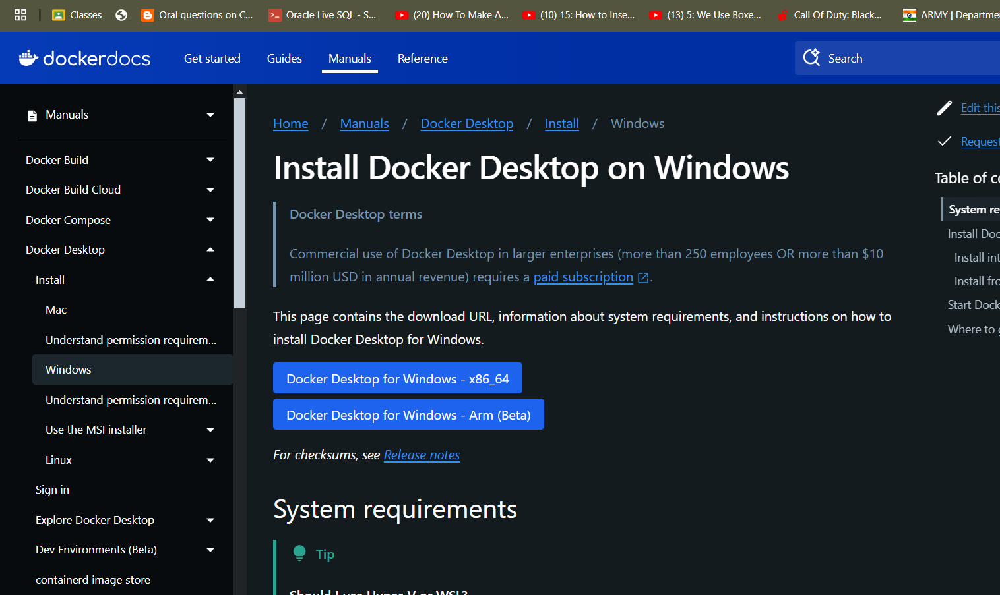 Classes
Oral questions on C...
Oracle Live SQL - S...
(20) How To Make A...
(10) 15: How to Inse...
(13) 5: We Use Boxe...
Call Of Duty: Black...
ARMY | Departme
dockerdocs
Get started
Guides
Manuals
Reference
Search
Manuals
Docker Build
Docker Build Cloud
Docker Compose
Docker Desktop
Install
Mac
Understand permission requirem...
Windows
Understand permission requirem...
Use the MSI installer
Linux
Sign in
Explore Docker Desktop
Dev Environments (Beta)
containerd image store
Home / Manuals / Docker Desktop / Install / Windows
Install Docker Desktop on Windows
Docker Desktop terms
Commercial use of Docker Desktop in larger enterprises (more than 250 employees OR more than $10
million USD in annual revenue) requires a paid subscription.
This page contains the download URL, information about system requirements, and instructions on how to
install Docker Desktop for Windows.
Docker Desktop for Windows - x86_64
Docker Desktop for Windows - Arm (Beta)
For checksums, see Release notes
System requirements
Tip
Should I use Hyper-V or WSL?
Edit this
Request
Table of co
System re
Install Doc
Install int
Install fro
Start Dock
Where to g